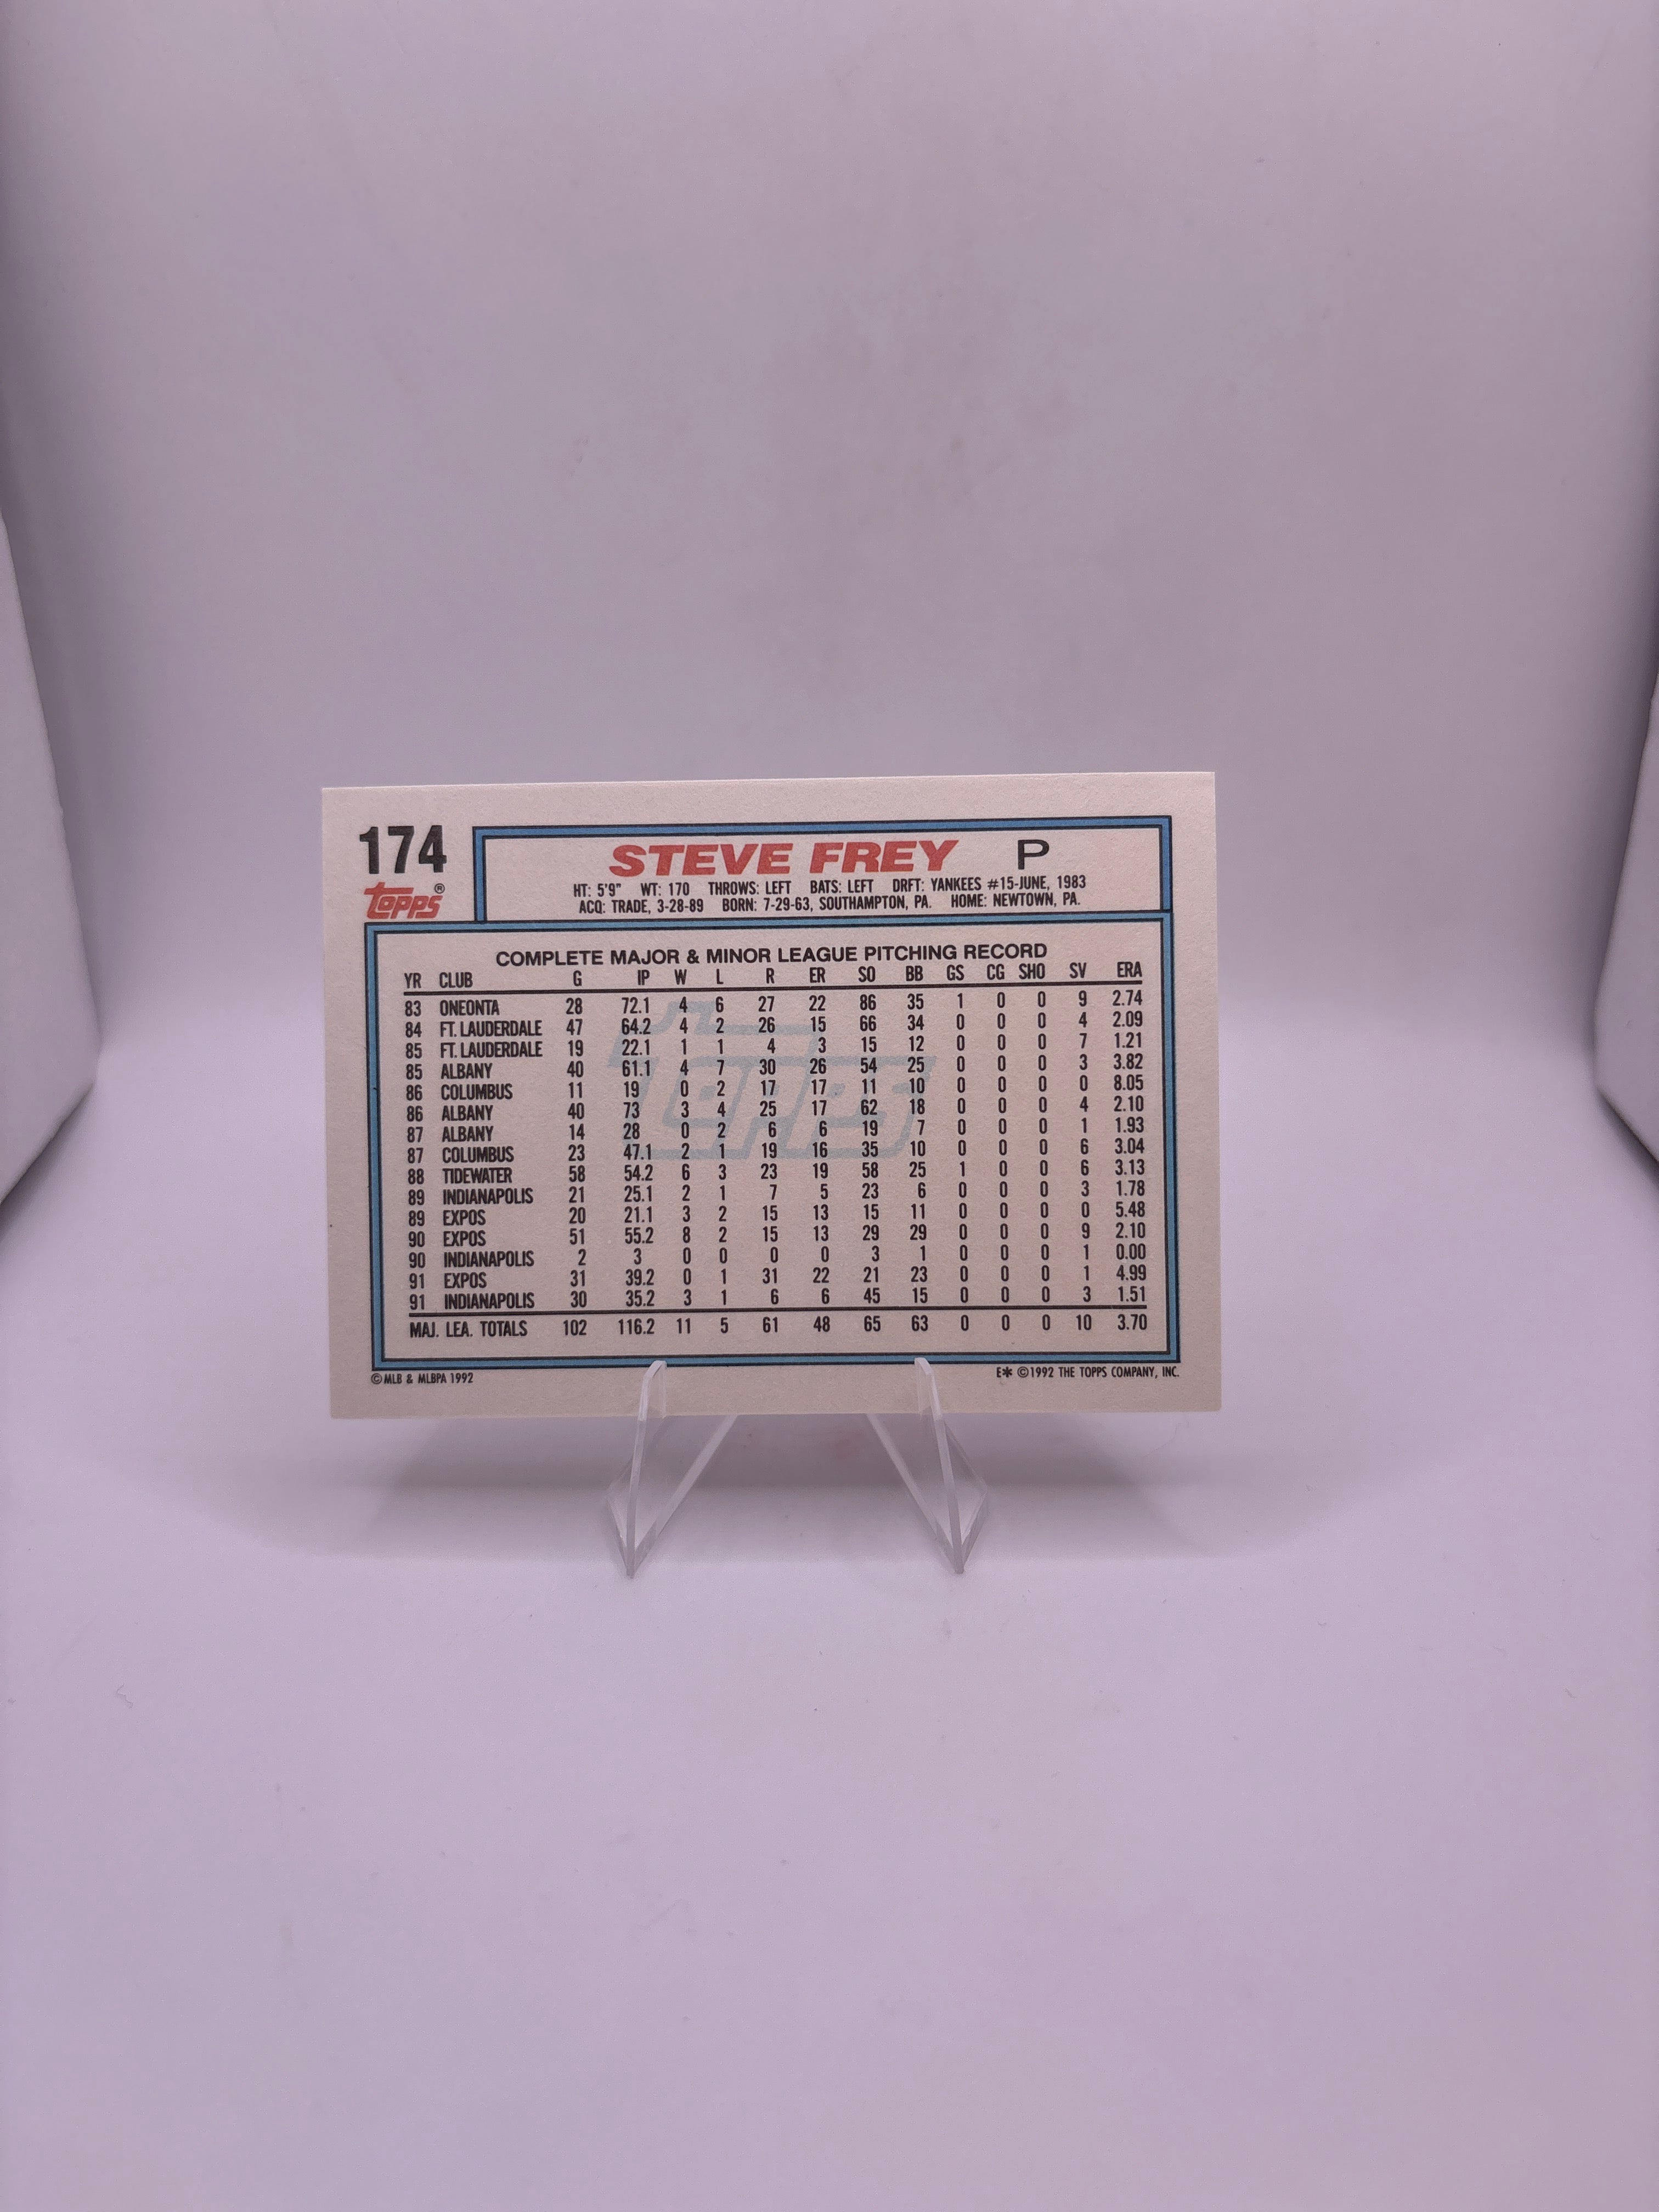 174
Topps®
STEVE FREY P
HT: 5'9" WT: 170 THROWS: LEFT BATS: LEFT DRFT: YANKEES #15-JUNE, 1983
ACQ: TRADE, 3-28-89 BORN: 7-29-63, SOUTHAMPTON, PA. HOME: NEWTOWN, PA.
COMPLETE MAJOR & MINOR LEAGUE PITCHING RECORD
YR CLUB G IP W L R ER SO BB GS CG SHO SV ERA
83 ONEONTA 28 72.1 4 6 27 22 86 35 1 0 0 9 2.74
84 FT. LAUDERDALE 47 64.2 4 2 26 15 66 34 0 0 0 4 2.09
85 FT. LAUDERDALE 19 22.1 1 1 4 3 15 12 0 0 0 7 1.21
85 ALBANY 40 61.1 4 7 30 26 54 25 0 0 0 3 3.82
86 COLUMBUS 11 19 0 2 17 17 11 10 0 0 0 0 8.05
86 ALBANY 40 73 3 4 25 17 62 18 0 0 0 4 2.10
87 ALBANY 14 28 0 2 6 6 19 7 0 0 0 1 1.93
87 COLUMBUS 23 47.1 2 1 19 16 35 10 0 0 0 6 3.04
88 TIDEWATER 58 54.2 6 3 23 19 58 25 1 0 0 6 3.13
89 INDIANAPOLIS 21 25.1 2 1 7 5 23 6 0 0 0 3 1.78
89 EXPOS 20 21.1 3 2 15 13 15 11 0 0 0 0 5.48
90 EXPOS 51 55.2 8 2 15 13 29 29 0 0 0 9 2.10
90 INDIANAPOLIS 2 3 0 0 0 0 3 1 0 0 0 1 0.00
91 EXPOS 31 39.2 0 1 31 22 21 23 0 0 0 1 4.99
91 INDIANAPOLIS 30 35.2 3 1 6 6 45 15 0 0 0 3 1.51
MAJ. LEA. TOTALS 102 116.2 11 5 61 48 65 63 0 0 0 10 3.70
Topps
©MLB & MLBPA 1992 E* ©1992 THE TOPPS COMPANY, INC.